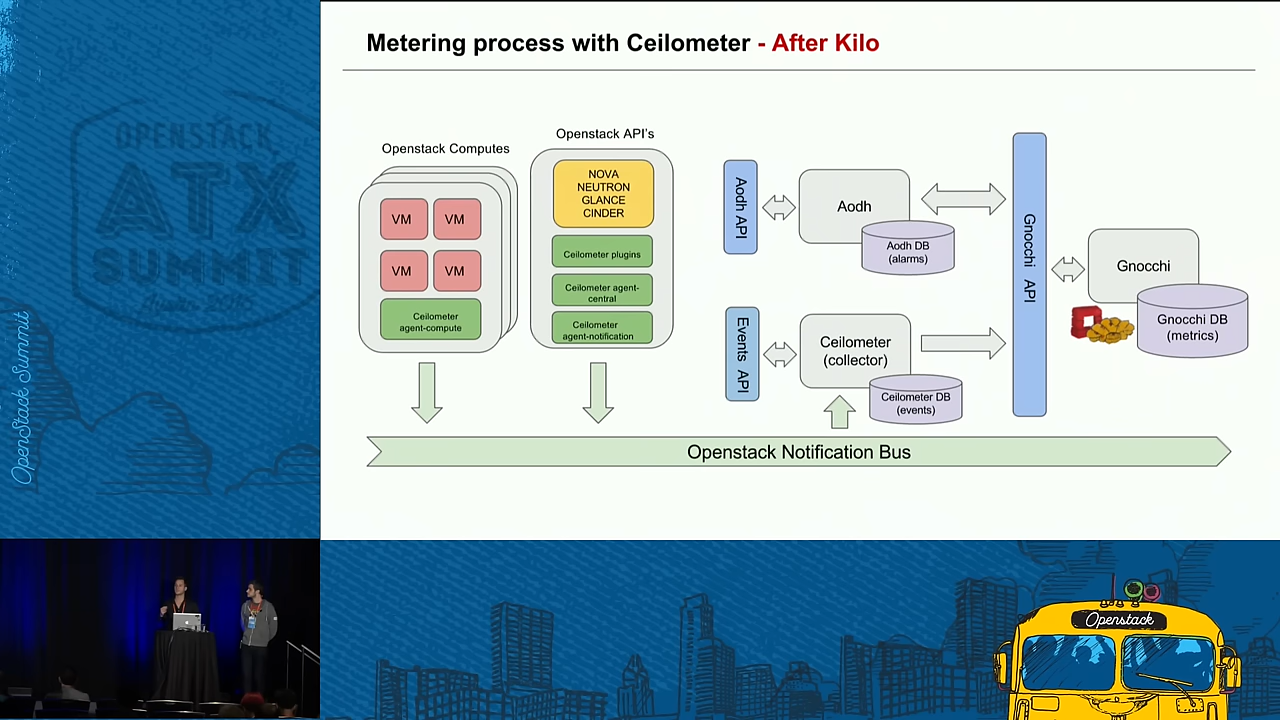 Metering process with Ceilometer - After Kilo
Openstack Computes
VM
VM
VM
VM
Ceilometer
agent-compute
Openstack API's
NOVA
NEUTRON
GLANCE
CINDER
Ceilometer plugins
Ceilometer agent-
central
Ceilometer
agent-notification
Aodh API
Aodh
Aodh DB
(alarms)
Events API
Ceilometer
(collector)
Ceilometer DB
(events)
Gnocchi API
Gnocchi
Gnocchi DB
(metrics)
Openstack Notification Bus
OPENSTACK
ATX
SUMMIT
OpenStack Summit
Openstack